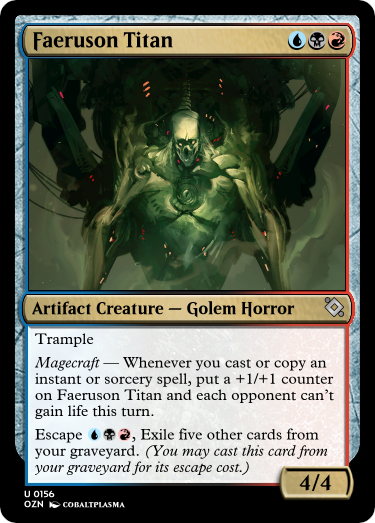 Faeruson Titan
Artifact Creature — Golem Horror
Trample
Magecraft — Whenever you cast or copy an
instant or sorcery spell, put a +1/+1 counter
on Faeruson Titan and each opponent can't
gain life this turn.
Escape , Exile five other cards from
your graveyard. (You may cast this card from
your graveyard for its escape cost.)
4/4
U 0156
OZN COBALTPLASMA